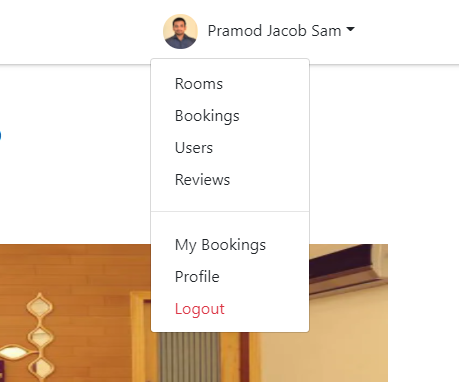 Pramod Jacob Sam
Rooms
Bookings
Users
Reviews
My Bookings
Profile
Logout